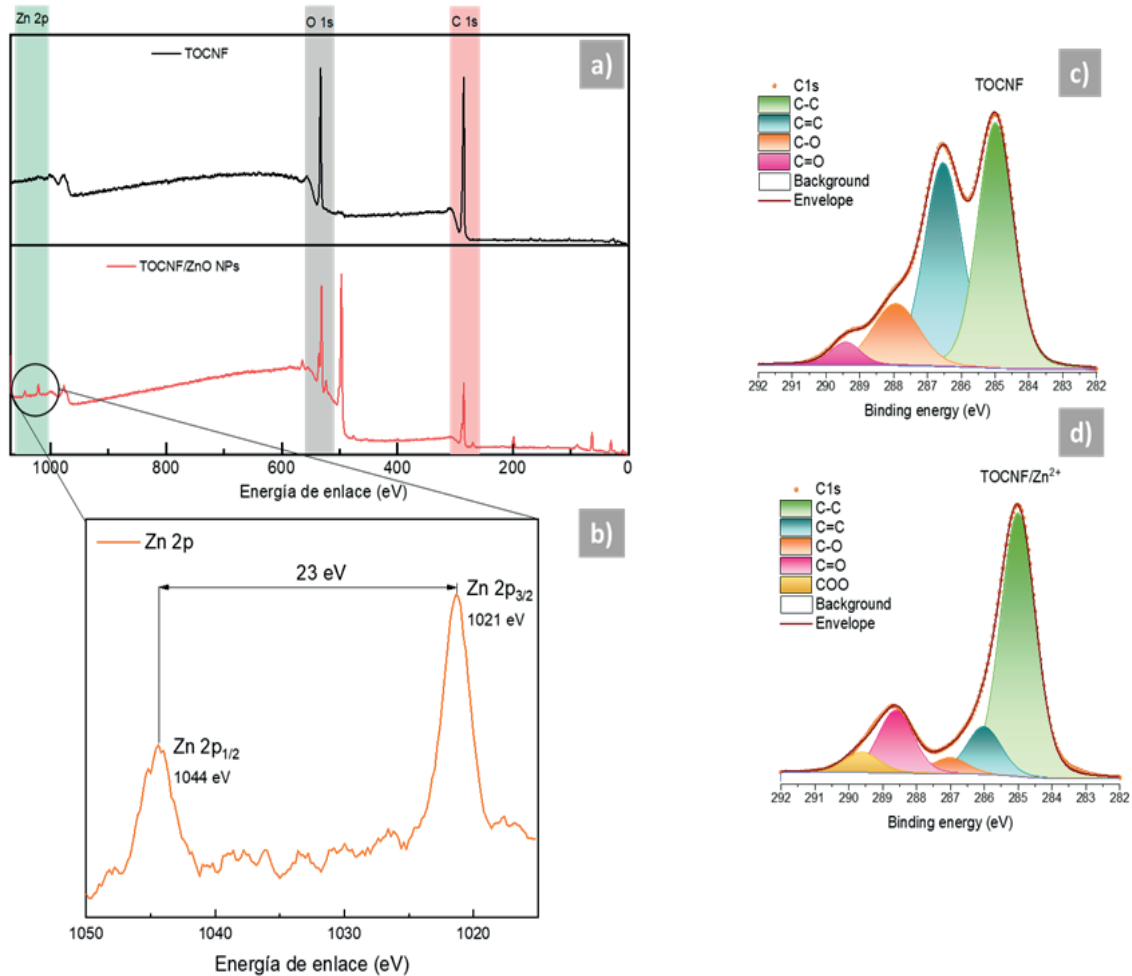 Zn 2p
O 1s
C 1s
TOCNF
a)
TOCNF/ZnO NPs
1000
800
600
400
200
0
Energía de enlace (eV)
b)
Zn 2p
23 eV
Zn 2p3/2
1021 eV
Zn 2p1/2
1044 eV
1050
1040
1030
1020
Energía de enlace (eV)
c)
TOCNF
C1s
C-C
C=C
C-O
C=O
Background
Envelope
292 291 290 289 288 287 286 285 284 283 282
Binding energy (eV)
d)
TOCNF/Zn2+
C1s
C-C
C=C
C-O
C=O
COO
Background
Envelope
292 291 290 289 288 287 286 285 284 283 282
Binding energy (eV)